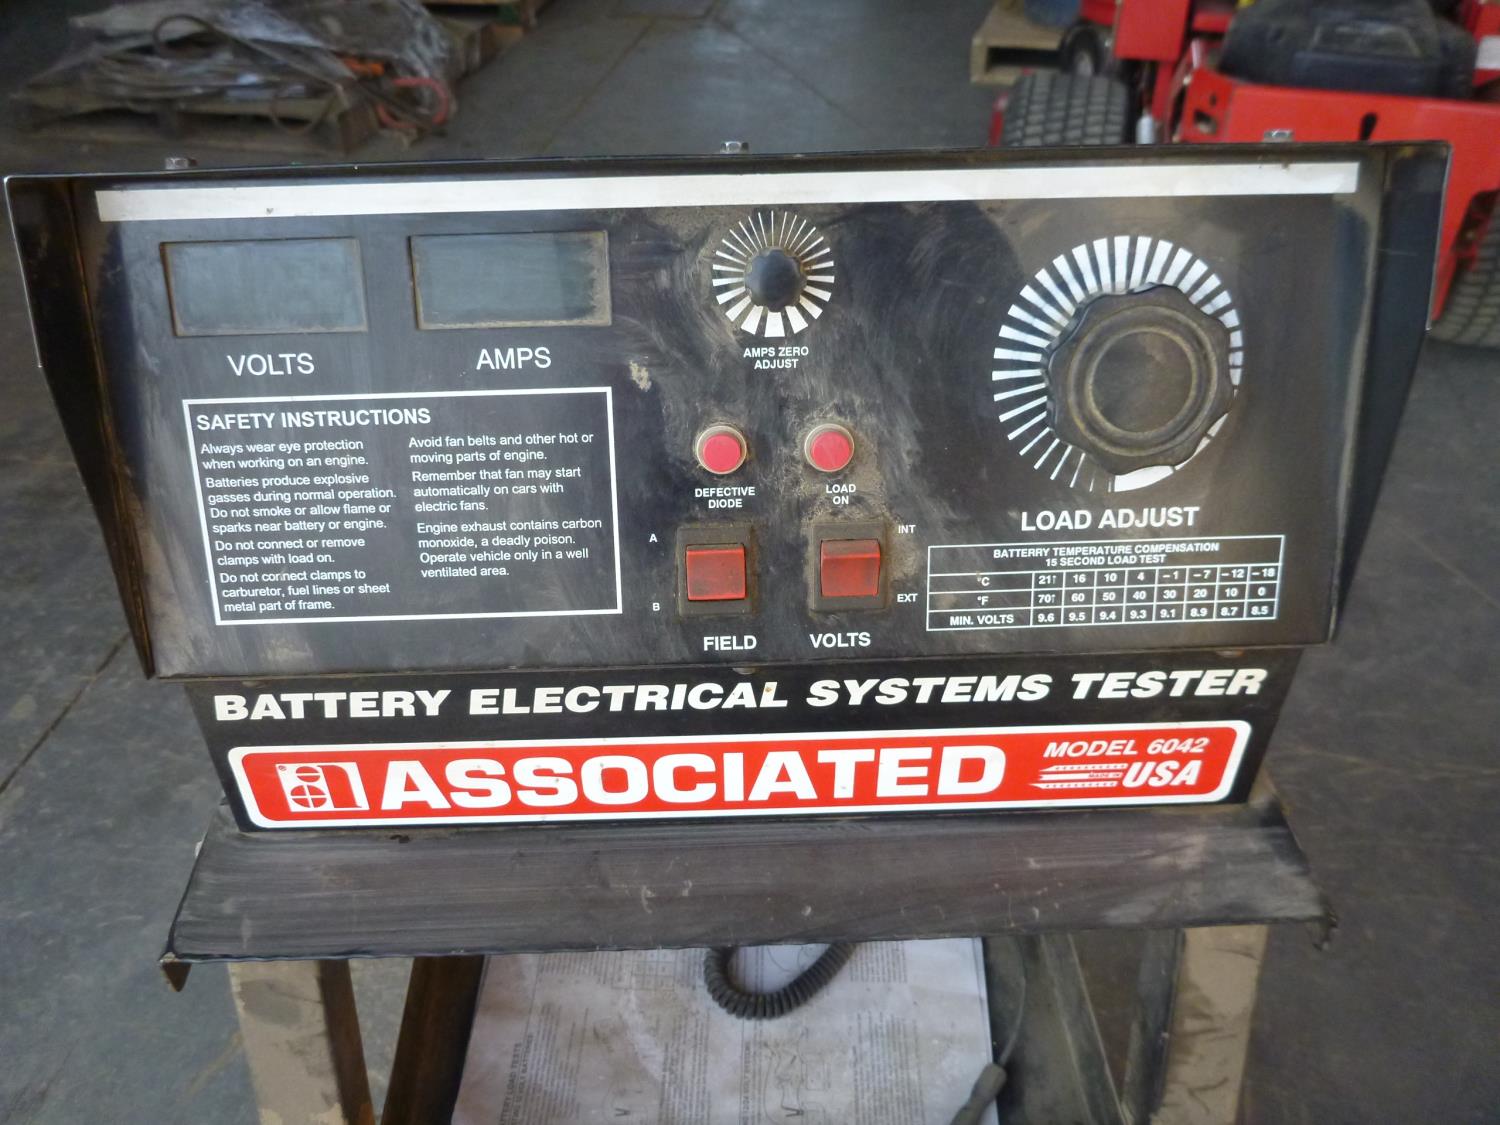 VOLTS
AMPS
AMPS ZERO
ADJUST
SAFETY INSTRUCTIONS
Always wear eye protection
when working on an engine.
Batteries produce explosive
gasses during normal operation.
Do not smoke or allow flame or
sparks near battery or engine.
Do not connect or remove
clamps with load on.
Do not connect clamps to
carburetor, fuel lines or sheet
metal part of frame.
Avoid fan belts and other hot or
moving parts of engine.
Remember that fan may start
automatically on cars with
electric fans.
Engine exhaust contains carbon
monoxide, a deadly poison.
Operate vehicle only in a well
ventilated area.
DEFECTIVE
DIODE
LOAD
ON
A
B
FIELD
INT
EXT
VOLTS
LOAD ADJUST
BATTERRY TEMPERATURE COMPENSATION
15 SECOND LOAD TEST
°C 21↑ 16 10 4 -1 -7 -12 -18
°F 70↑ 60 50 40 30 20 10 0
MIN. VOLTS 9.6 9.5 9.4 9.3 9.1 8.9 8.7 8.5
BATTERY ELECTRICAL SYSTEMS TESTER
ASSOCIATED
MODEL 6042
MADE IN
USA